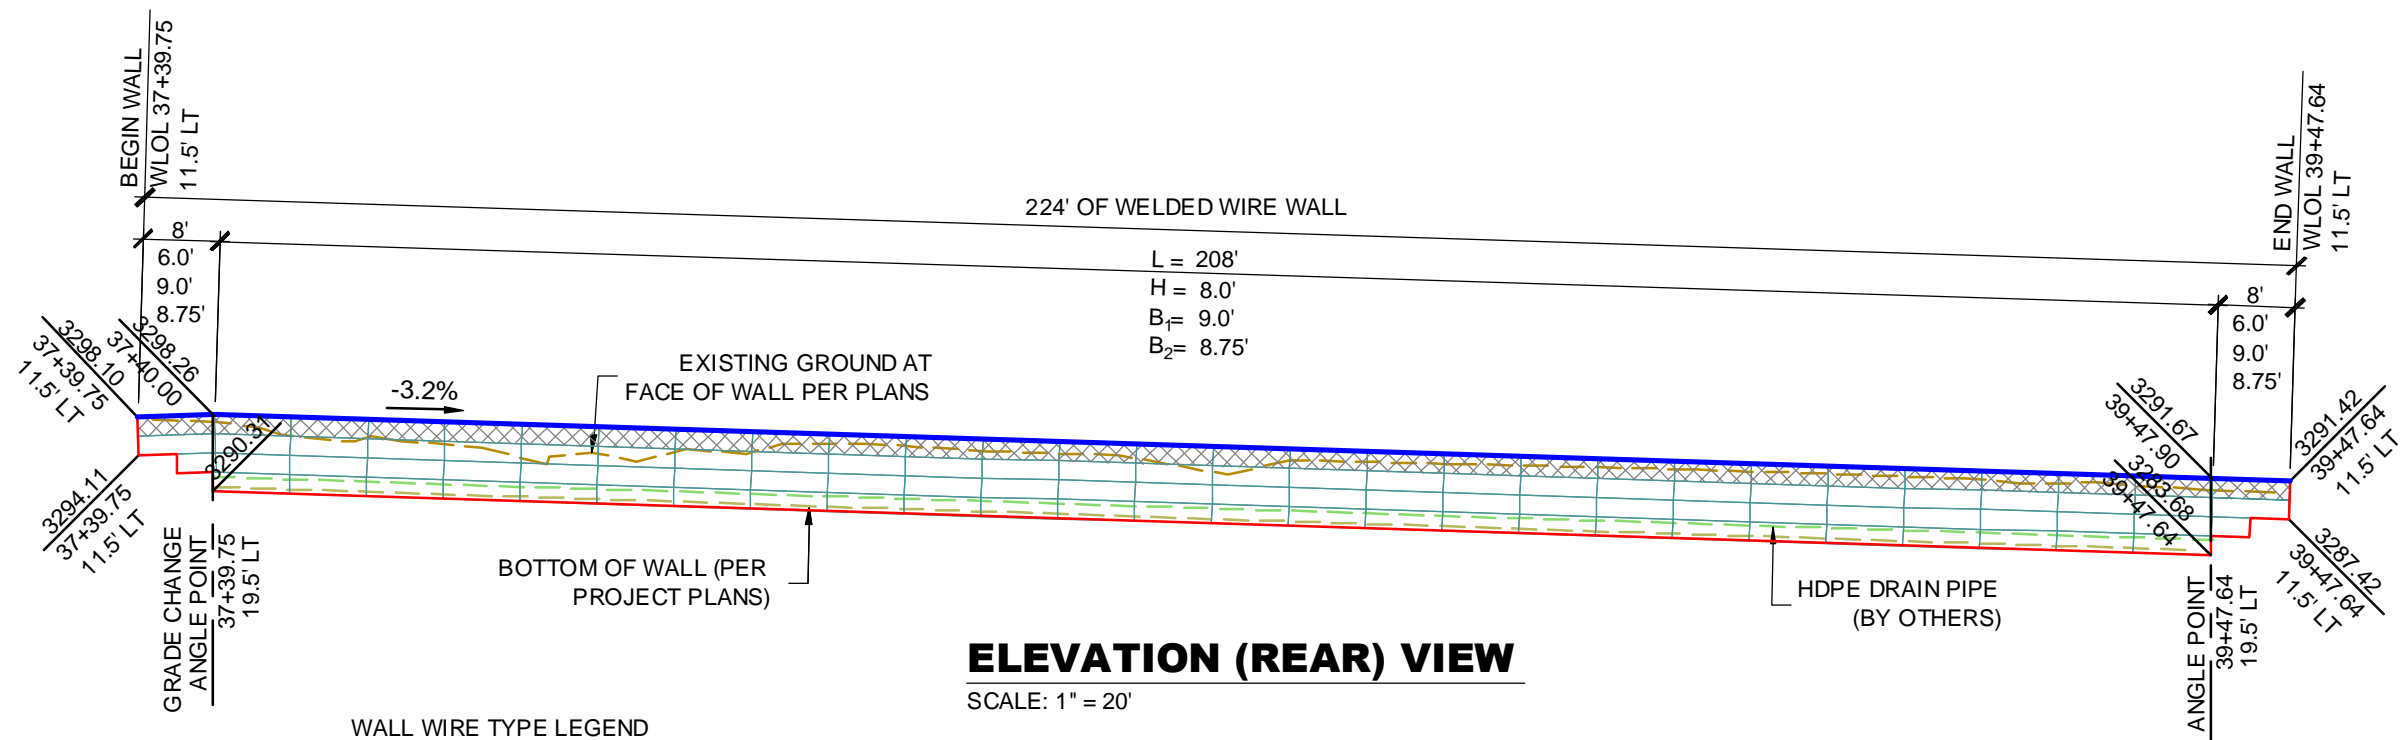 BEGIN WALL
WLOL 37+39.75
11.5' LT
END WALL
WLOL 39+47.64
11.5' LT
224' OF WELDED WIRE WALL
8'
6.0'
9.0'
8.75'
L = 208'
H = 8.0'
B1= 9.0'
B2= 8.75'
8'
6.0'
9.0'
8.75'
3298.10
37+39.75
11.5' LT
3298.26
37+40.00
-3.2%
EXISTING GROUND AT
FACE OF WALL PER PLANS
3291.67
39+47.90
3291.42
39+47.64
11.5' LT
3290.31
3283.68
39+47.64
3294.11
37+39.75
11.5' LT
3287.42
39+47.64
11.5' LT
GRADE CHANGE
ANGLE POINT
37+39.75
19.5' LT
BOTTOM OF WALL (PER
PROJECT PLANS)
HDPE DRAIN PIPE
(BY OTHERS)
ANGLE POINT
39+47.64
19.5' LT
ELEVATION (REAR) VIEW
SCALE: 1" = 20'
WALL WIRE TYPE LEGEND